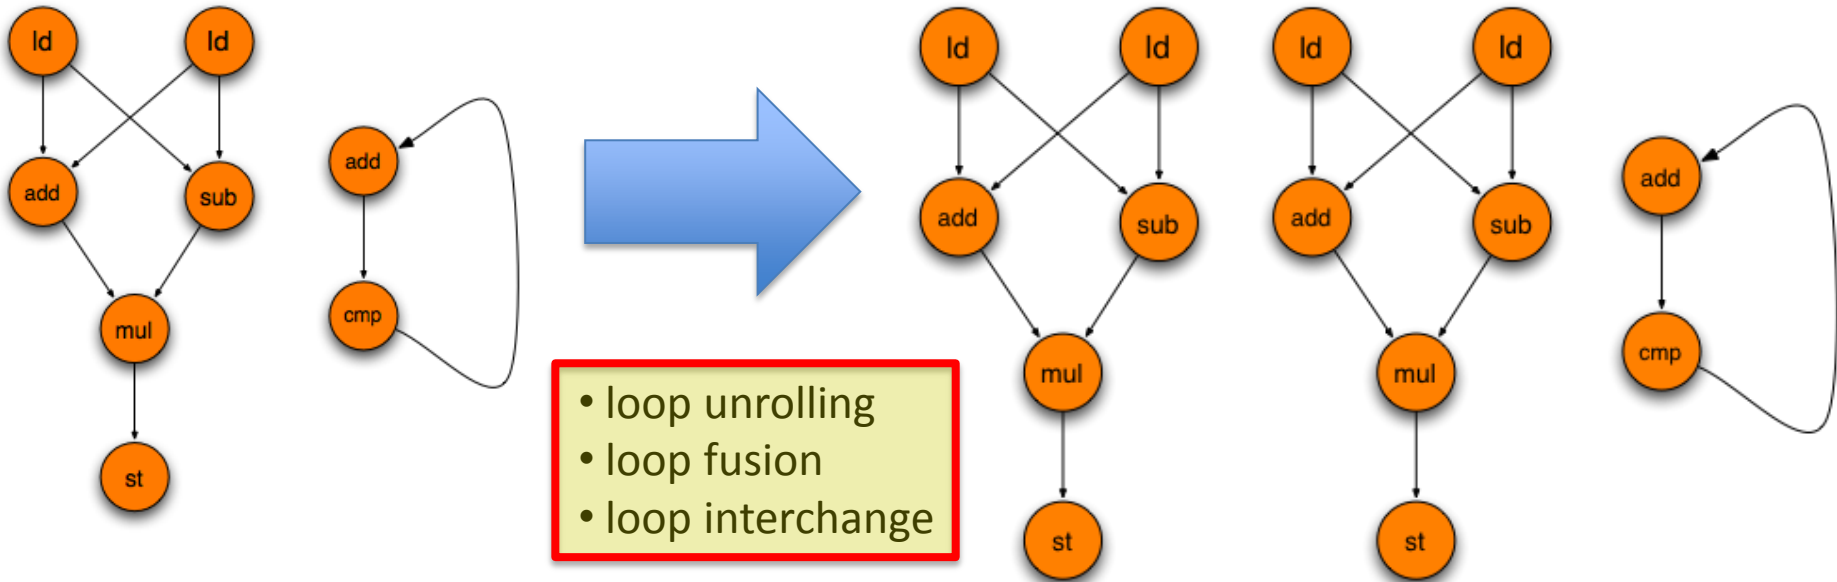 ld ld
add sub
mul
st
add
cmp
• loop unrolling
• loop fusion
• loop interchange
ld ld
add sub
mul
st
ld ld
add sub
mul
st
add
cmp